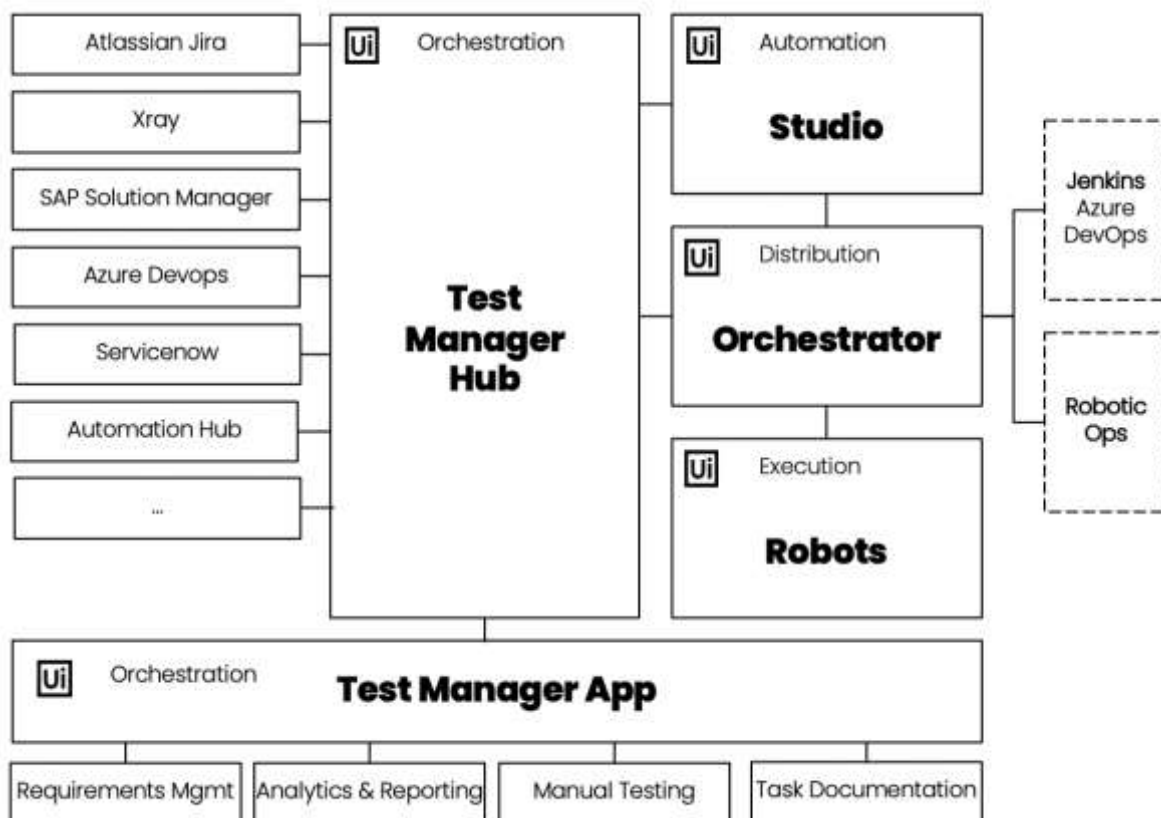 Atlassian Jira
Xray
SAP Solution Manager
Azure Devops
Servicenow
Automation Hub
...
Ui Orchestration
Test
Manager
Hub
Ui Automation
Studio
Ui Distribution
Orchestrator
Ui Execution
Robots
Jenkins
Azure
DevOps
Robotic
Ops
Ui Orchestration
Test Manager App
Requirements Mgmt
Analytics & Reporting
Manual Testing
Task Documentation